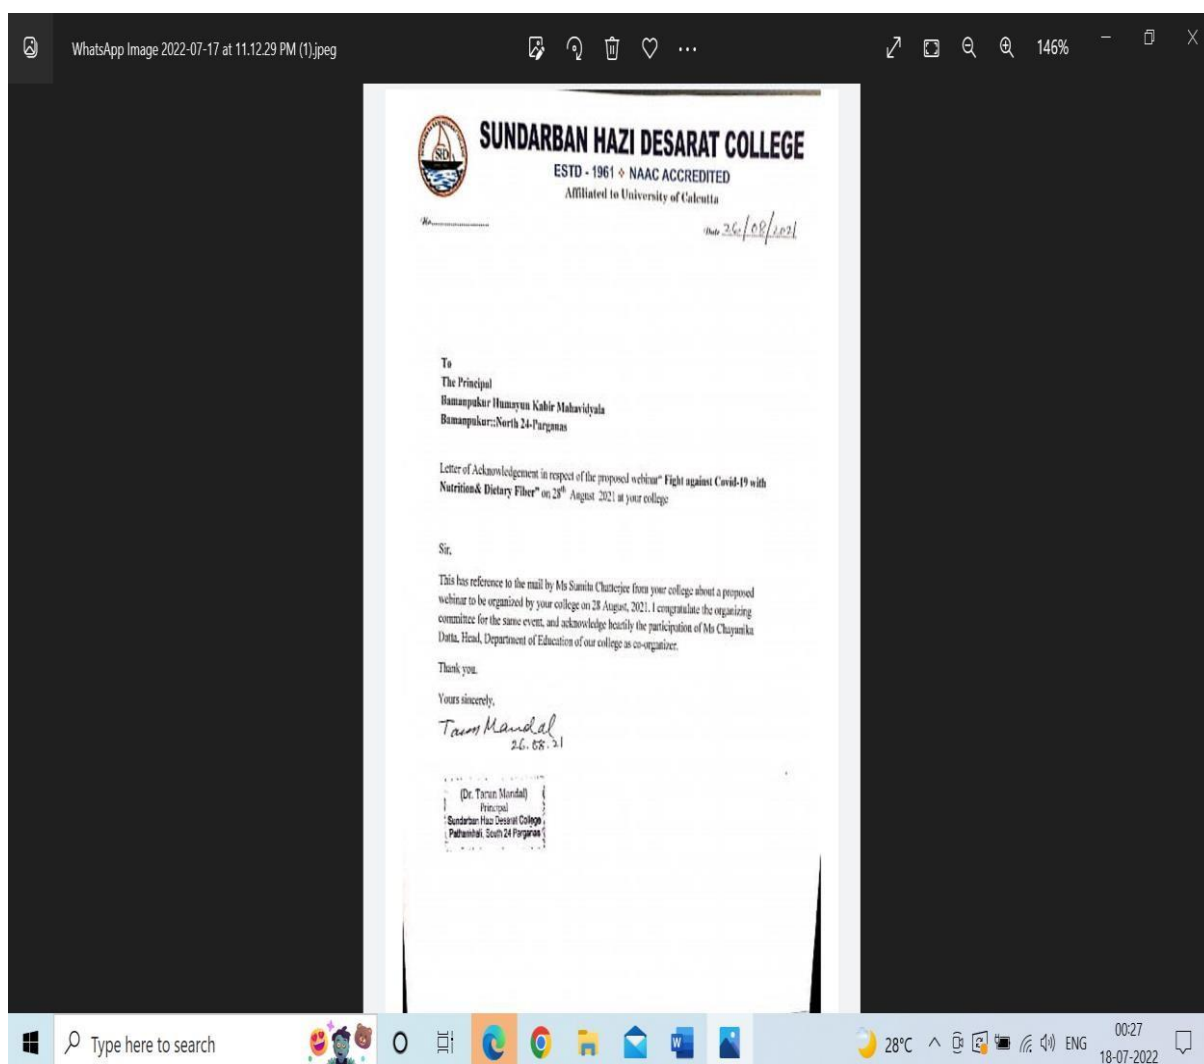 WhatsApp Image 2022-07-17 at 11.12.29 PM (1).jpeg
146%
SHD
SUNDARBAN HAZI DESARAT COLLEGE
ESTD - 1961 ❖ NAAC ACCREDITED
Affiliated to University of Calcutta
No.
Date 26/08/2021
To
The Principal
Bamanpukur Humayun Kabir Mahavidyala
Bamanpukur::North 24-Parganas
Letter of Acknowledgement in respect of the proposed webinar" Fight against Covid-19 with
Nutrition& Dietary Fiber" on 28th August 2021 at your college
Sir,
This has reference to the mail by Ms Sumita Chatterjee from your college about a proposed
webinar to be organized by your college on 28 August, 2021. I congratulate the organizing
committee for the same event, and acknowledge heartily the participation of Ms Chayanika
Datta, Head, Department of Education of our college as co-organizer.
Thank you.
Yours sincerely,
Tarun Mandal
26.08.21
(Dr. Tarun Mandal)
Principal
Sundarban Hazi Desarat College
Pathankhali, South 24 Parganas
Type here to search
28°C
ENG
00:27
18-07-2022